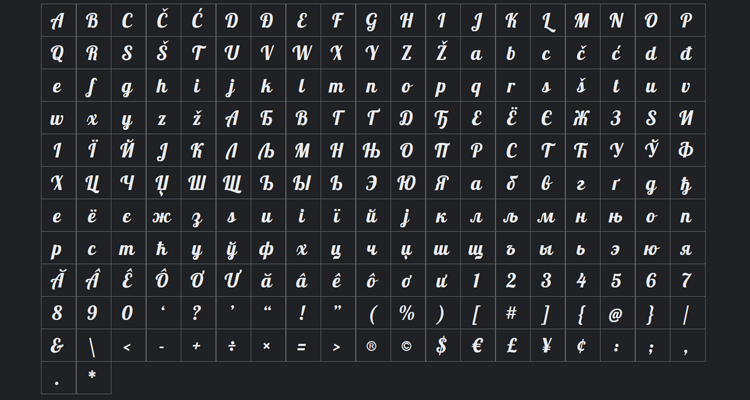 A B C Č Ć D Đ E F G H I J K L M N O P
Q R S Š T U V W X Y Z Ž a b c č ć d đ
e f g h i j k l m n o p q r s š t u v
w x y z ž А Б В Г Ґ Д Ђ Е Ё Є Ж З Ѕ И
І Ї Й Ј К Л Љ М Н Њ О П Р С Т Ћ У Ў Ф
Х Ц Ч Џ Ш Щ Ъ Ы Ь Э Ю Я а б в г ґ д ђ
е ё є ж з ѕ и і ї й ј к л љ м н њ о п
р с т ћ у ў ф х ц ч џ ш щ ъ ы ь э ю я
Ă Â Ê Ô Ơ Ư ă â ê ô ơ ư 1 2 3 4 5 6 7
8 9 0 ‘ ? ’ “ ! ” ( % ) [ # ] { @ } /
& \ < - + ÷ × = > ® © $ € £ ¥ ¢ : ; ,
. *